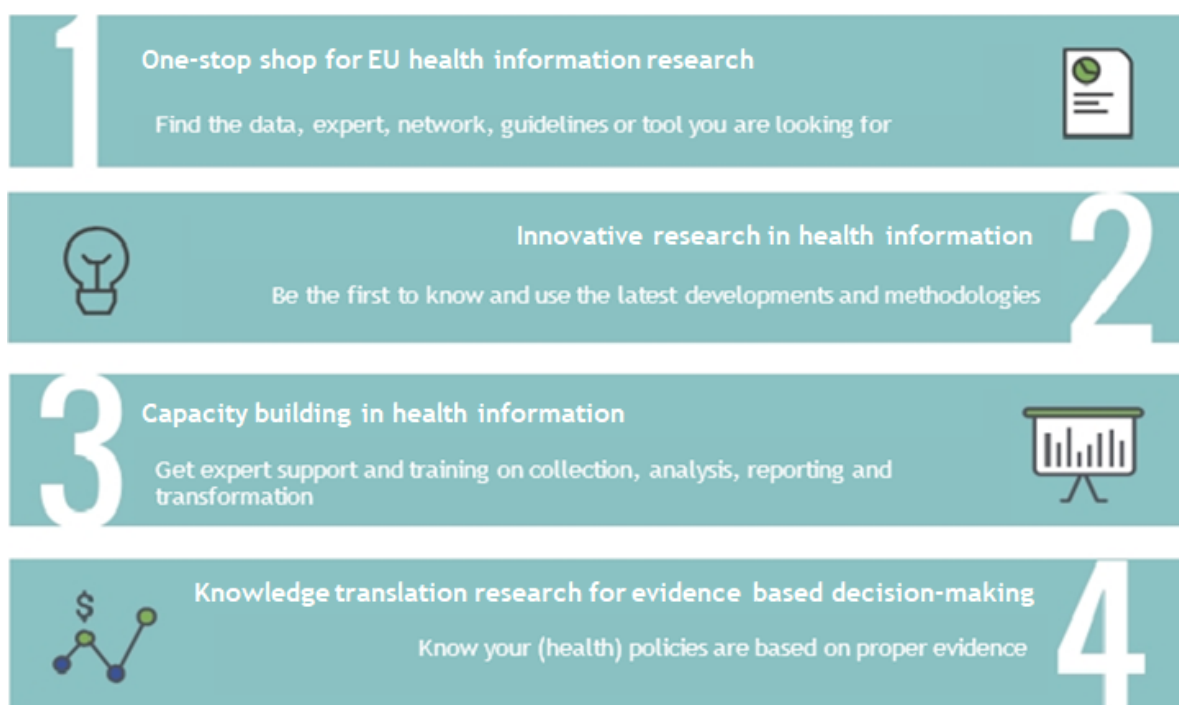 1
One-stop shop for EU health information research
Find the data, expert, network, guidelines or tool you are looking for
2
Innovative research in health information
Be the first to know and use the latest developments and methodologies
3
Capacity building in health information
Get expert support and training on collection, analysis, reporting and
transformation
4
Knowledge translation research for evidence based decision-making
$
Know your (health) policies are based on proper evidence